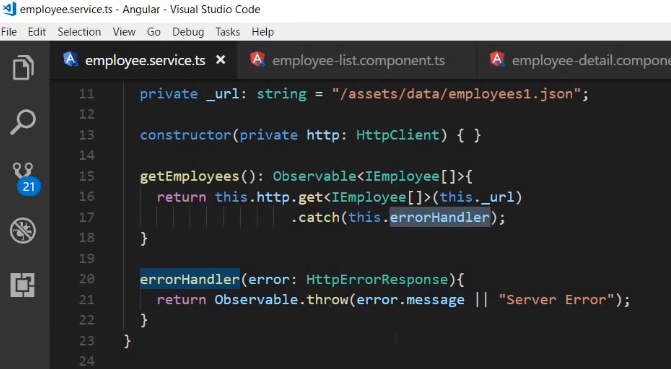 employee.service.ts - Angular - Visual Studio Code
File Edit Selection View Go Debug Tasks Help
employee.service.ts × employee-list.component.ts employee-detail.compone
11 private _url: string = "/assets/data/employees1.json";
12
13 constructor(private http: HttpClient) { }
14
15 getEmployees(): Observable<IEmployee[]>{
16 return this.http.get<IEmployee[]>(this._url)
17 .catch(this.errorHandler);
18 }
19
20 errorHandler(error: HttpErrorResponse){
21 return Observable.throw(error.message || "Server Error");
22 }
23 }
24
21